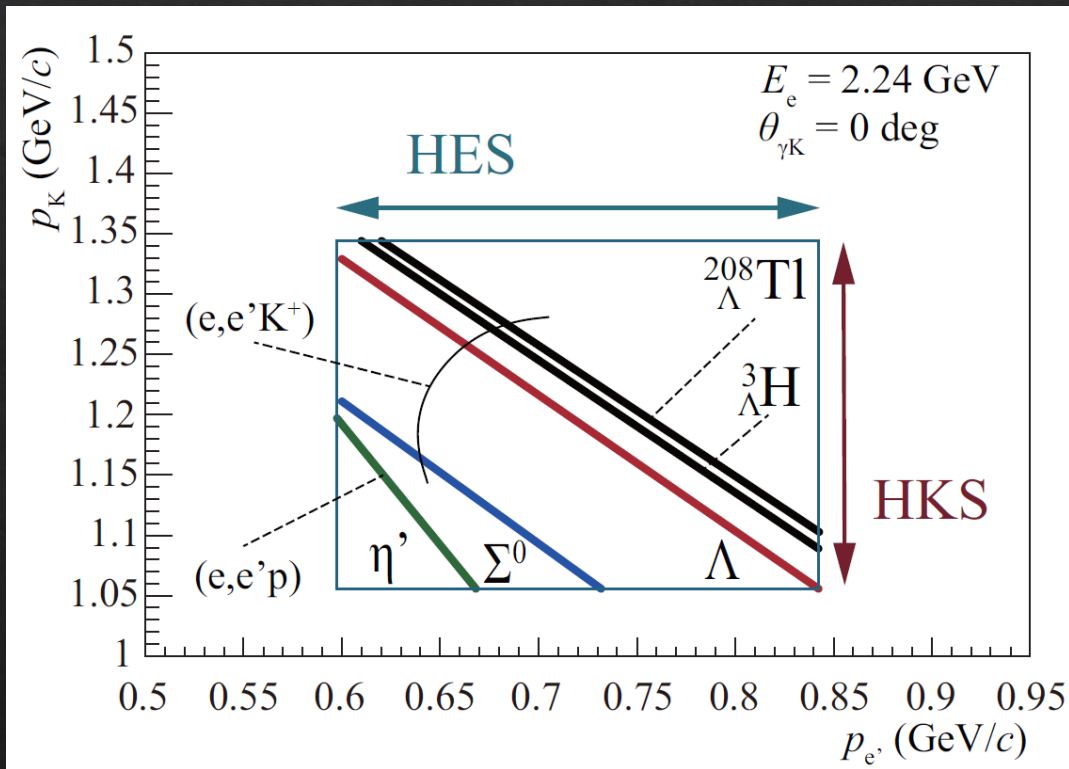 p_K (GeV/c)
1.5
1.45
1.4
1.35
1.3
1.25
1.2
1.15
1.1
1.05
1
E_e = 2.24 GeV
θ_γK = 0 deg
HES
²⁰⁸_ΛTl
(e,e’K⁺)
³_ΛH
HKS
(e,e’p)
η’
Σ⁰
Λ
0.5 0.55 0.6 0.65 0.7 0.75 0.8 0.85 0.9 0.95
p_e’ (GeV/c)